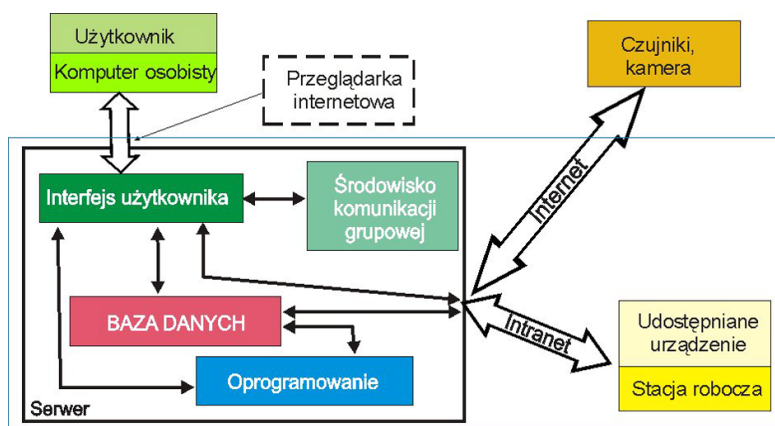 Użytkownik
Komputer osobisty
Przeglądarka
internetowa
Czujniki,
kamera
Interfejs użytkownika
Środowisko
komunikacji
grupowej
Internet
BAZA DANYCH
Intranet
Udostępniane
urządzenie
Oprogramowanie
Stacja robocza
Serwer